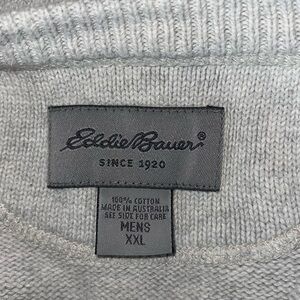 Eddie Bauer®
SINCE 1920
100% COTTON
MADE IN AUSTRALIA
SEE SIDE FOR CARE
MENS
XXL